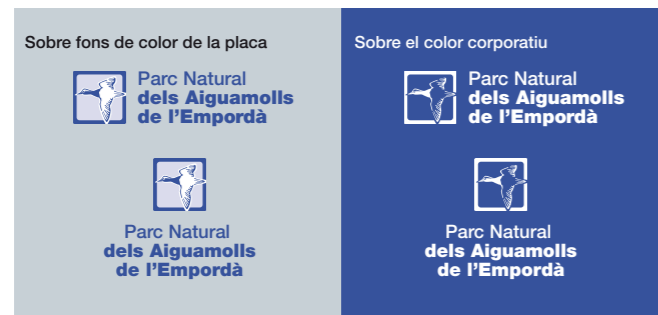 Sobre fons de color de la placa
Parc Natural
dels Aiguamolls
de l’Empordà
Parc Natural
dels Aiguamolls
de l’Empordà
Sobre el color corporatiu
Parc Natural
dels Aiguamolls
de l’Empordà
Parc Natural
dels Aiguamolls
de l’Empordà